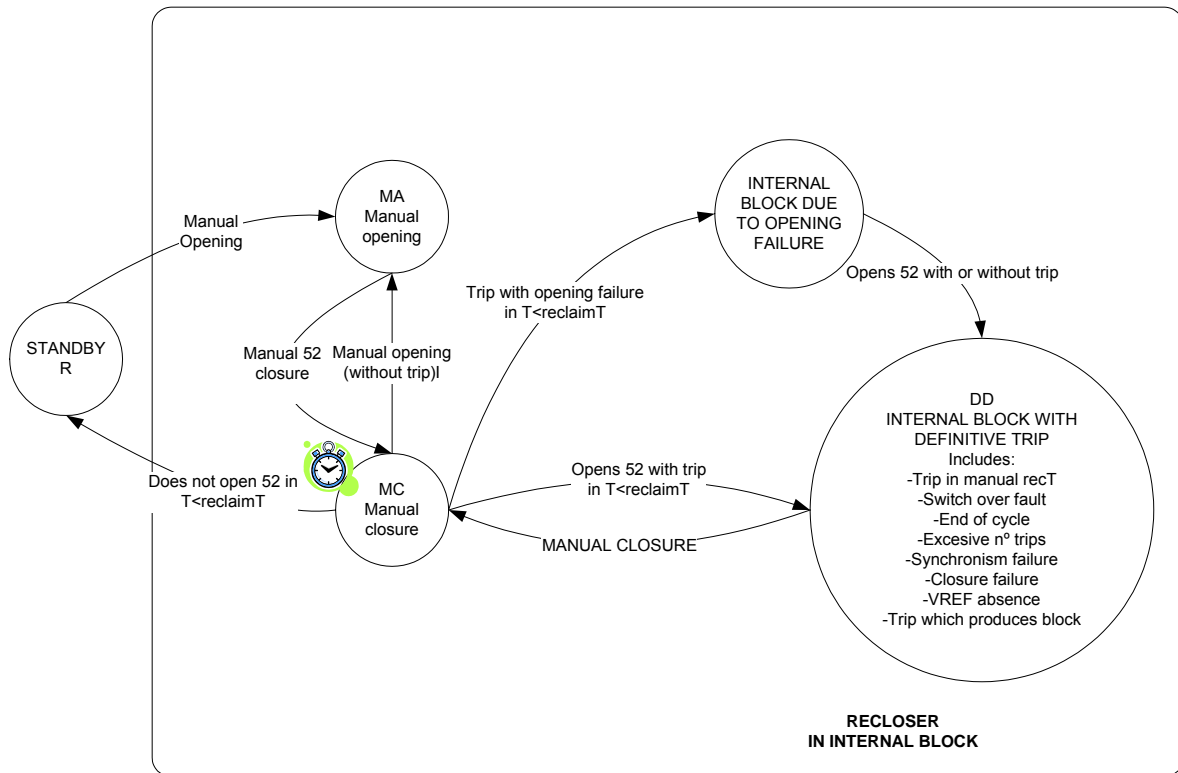 MA
Manual
opening
INTERNAL
BLOCK DUE
TO OPENING
FAILURE
Manual
Opening
Opens 52 with or without trip
Trip with opening failure
in T<reclaimT
STANDBY
R
Manual 52
closure
Manual opening
(without trip)I
DD
INTERNAL BLOCK WITH
DEFINITIVE TRIP
Includes:
-Trip in manual recT
-Switch over fault
-End of cycle
-Excesive nº trips
-Synchronism failure
-Closure failure
-VREF absence
-Trip which produces block
Does not open 52 in
T<reclaimT
MC
Manual
closure
Opens 52 with trip
in T<reclaimT
MANUAL CLOSURE
RECLOSER
IN INTERNAL BLOCK